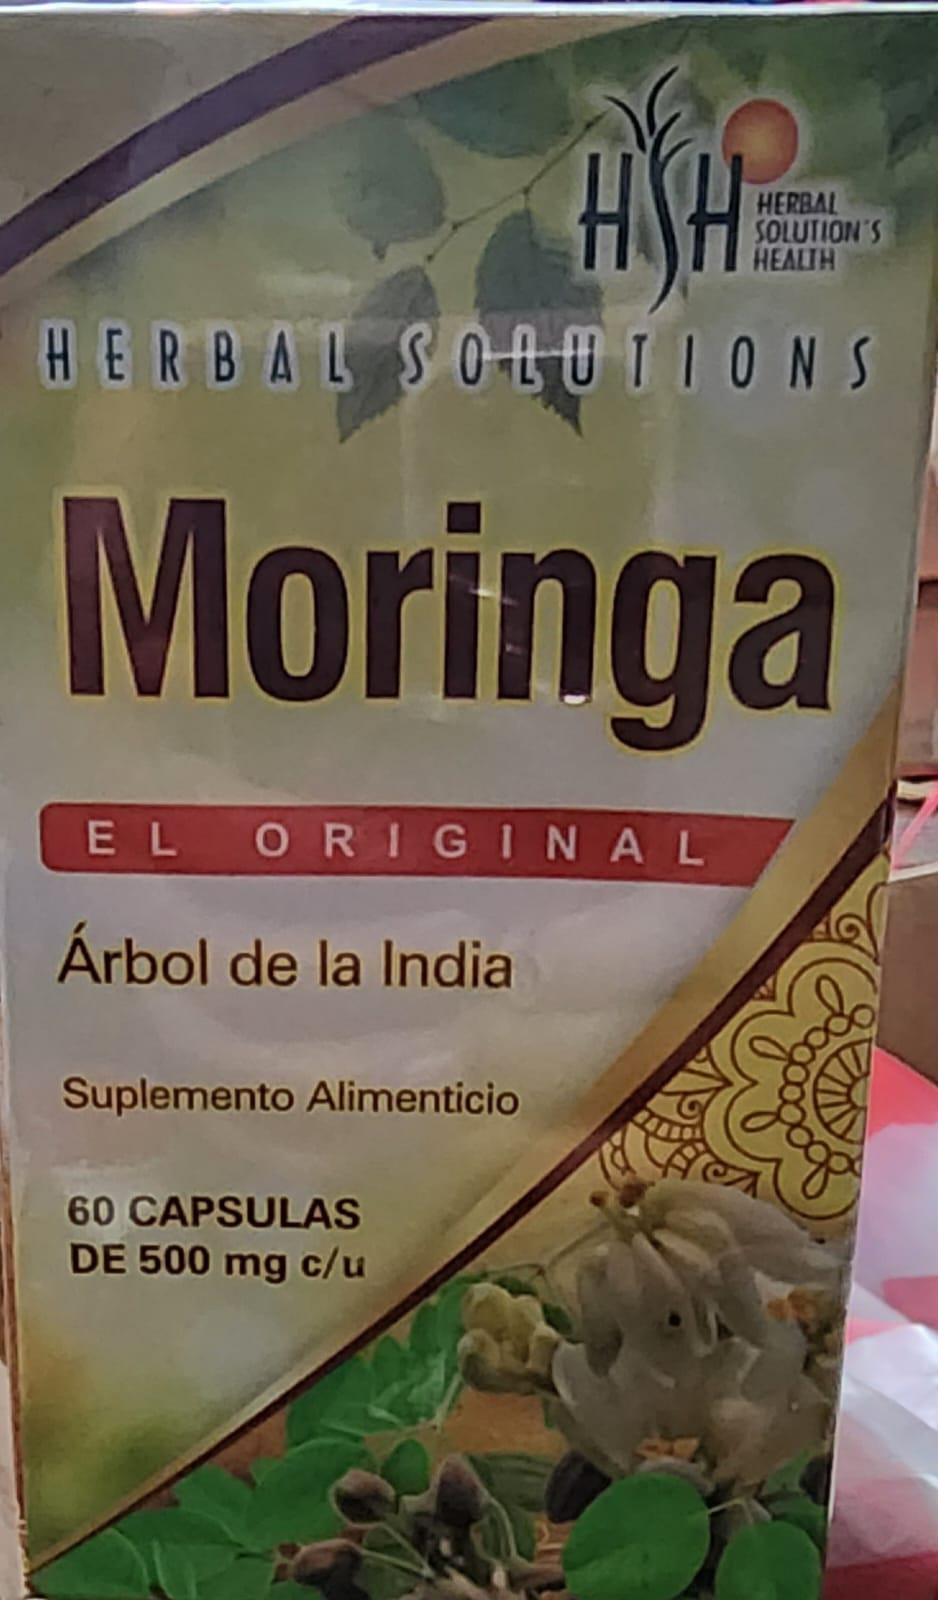 HSH
HERBAL
SOLUTION'S
HEALTH
HERBAL SOLUTIONS
Moringa
EL ORIGINAL
Árbol de la India
Suplemento Alimenticio
60 CAPSULAS
DE 500 mg c/u